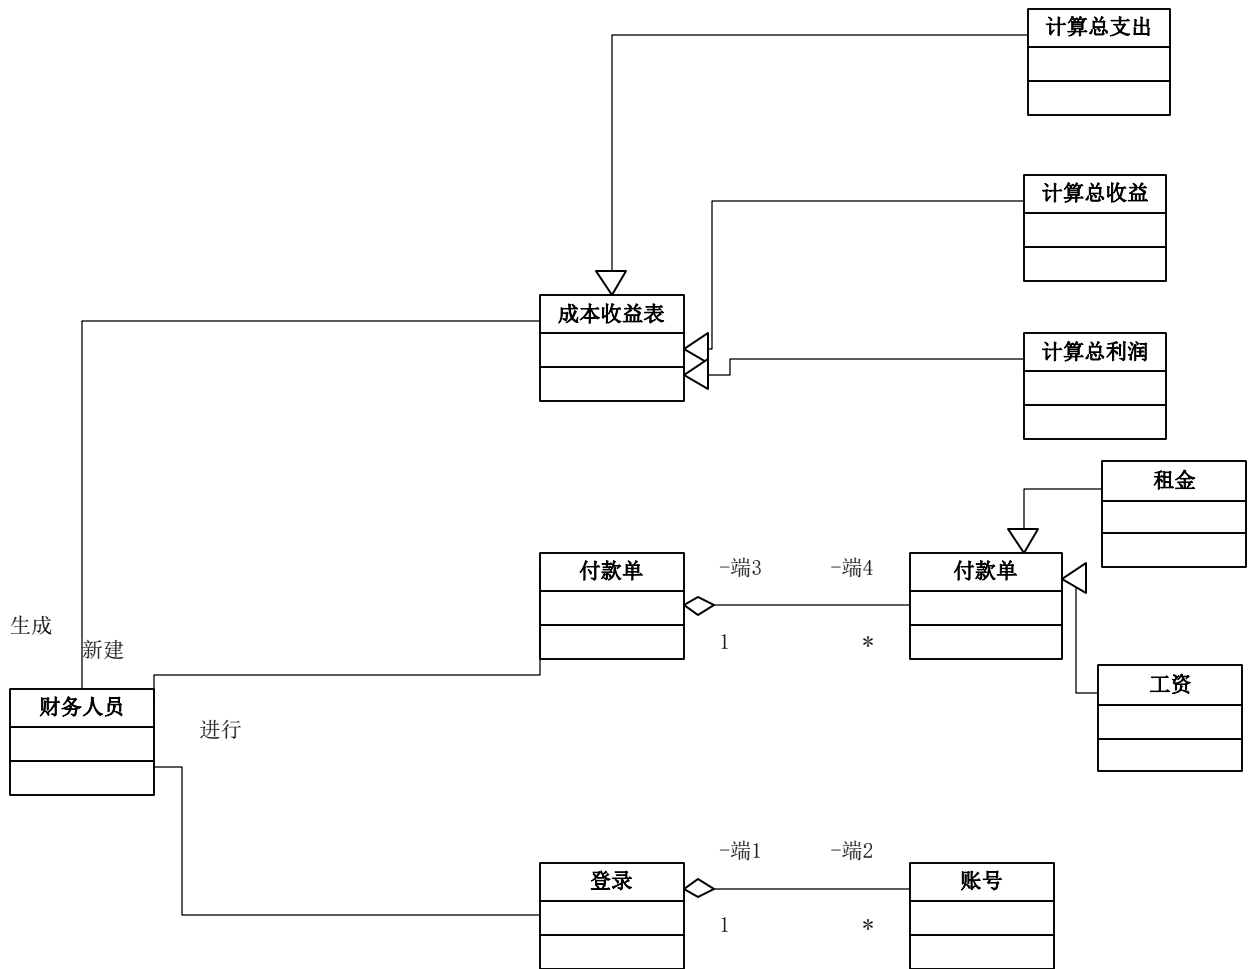 计算总支出
计算总收益
成本收益表
计算总利润
租金
付款单
-端3
-端4
付款单
1
*
生成
新建
工资
财务人员
进行
-端1
-端2
登录
账号
1
*